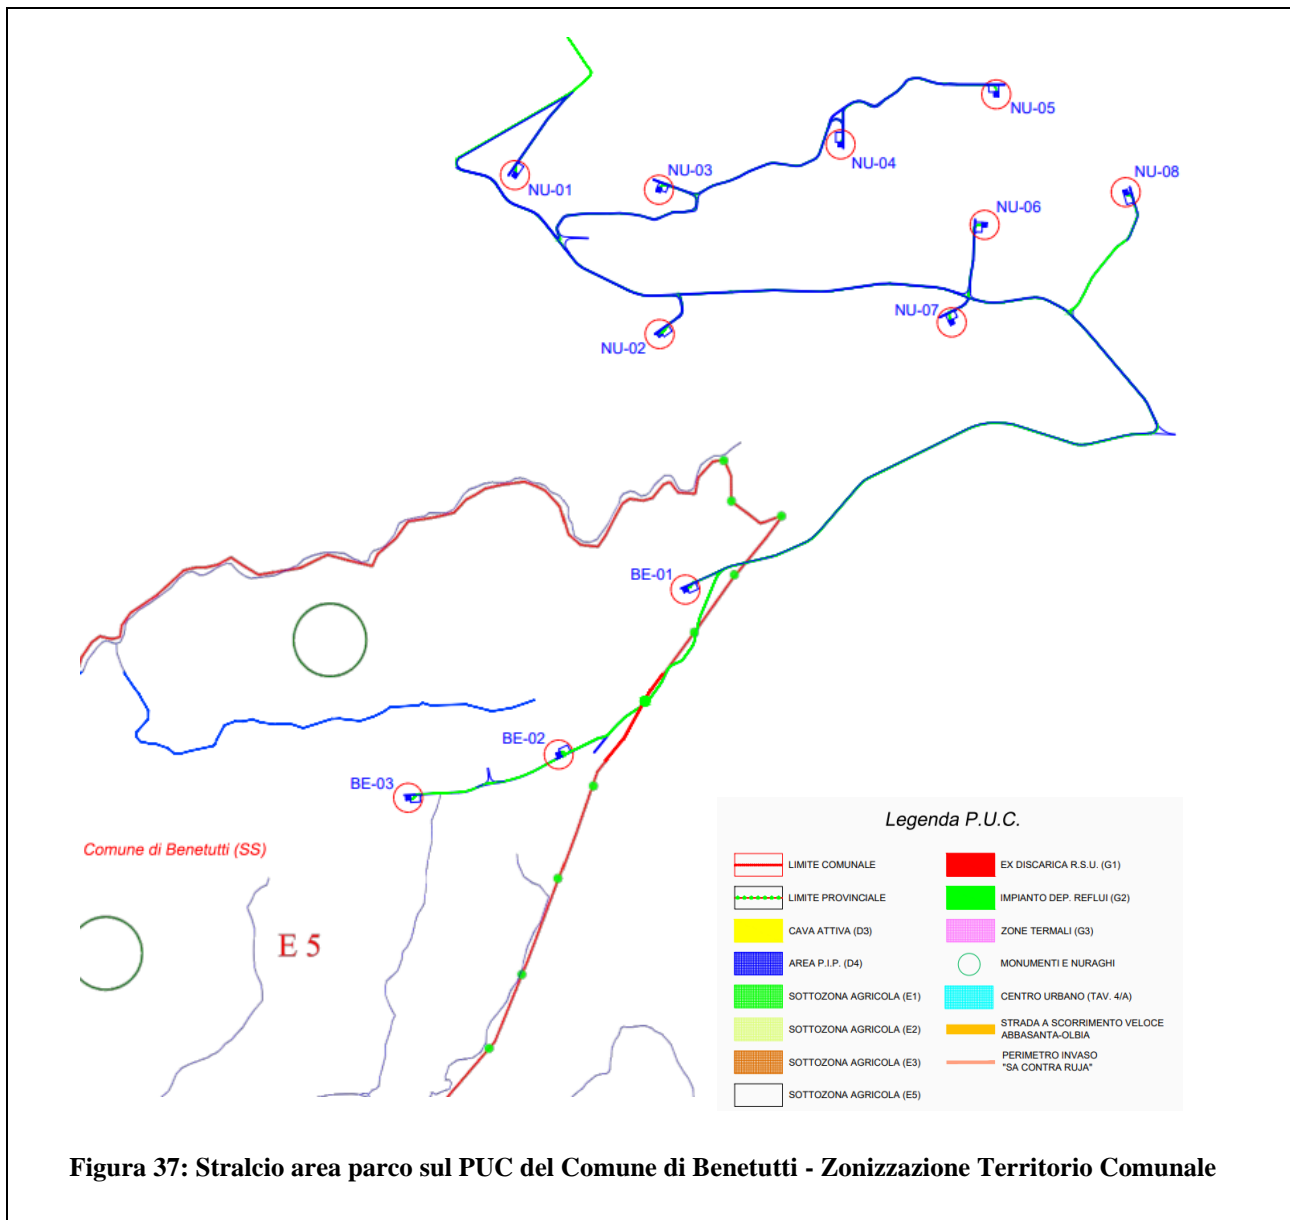 NU-05
NU-04
NU-03
NU-01
NU-08
NU-06
NU-07
NU-02
BE-01
BE-02
BE-03
Comune di Benetutti (SS)
E 5
Legenda P.U.C.
LIMITE COMUNALE
LIMITE PROVINCIALE
CAVA ATTIVA (D3)
AREA P.I.P. (D4)
SOTTOZONA AGRICOLA (E1)
SOTTOZONA AGRICOLA (E2)
SOTTOZONA AGRICOLA (E3)
SOTTOZONA AGRICOLA (E5)
EX DISCARICA R.S.U. (G1)
IMPIANTO DEP. REFLUI (G2)
ZONE TERMALI (G3)
MONUMENTI E NURAGHI
CENTRO URBANO (TAV. 4/A)
STRADA A SCORRIMENTO VELOCE
ABBASANTA-OLBIA
PERIMETRO INVASO
"SA CONTRA RUJA"
Figura 37: Stralcio area parco sul PUC del Comune di Benetutti - Zonizzazione Territorio Comunale